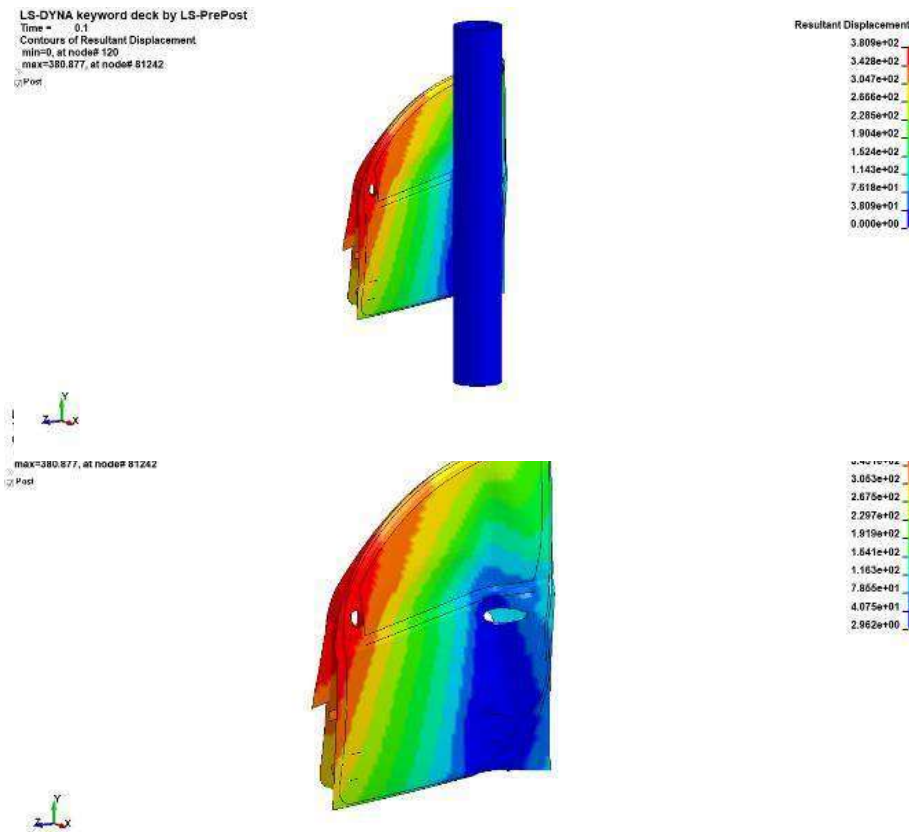 LS-DYNA keyword deck by LS-PrePost
Time = 0.1
Contours of Resultant Displacement
min=0, at node# 120
max=380.877, at node# 81242
Post
Resultant Displacement
3.809e+02
3.428e+02
3.047e+02
2.666e+02
2.285e+02
1.904e+02
1.524e+02
1.143e+02
7.618e+01
3.809e+01
0.000e+00
Y
Z X
max=380.877, at node# 81242
Post
3.053e+02
2.675e+02
2.297e+02
1.919e+02
1.541e+02
1.163e+02
7.855e+01
4.075e+01
2.962e+00
Y
Z X